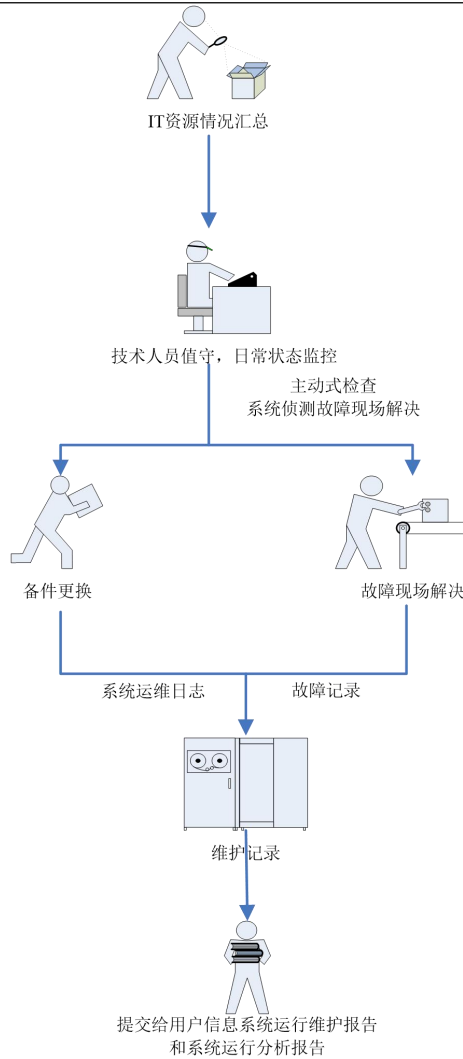 IT资源情况汇总
技术人员值守，日常状态监控
主动式检查
系统侦测故障现场解决
备件更换
故障现场解决
系统运维日志
故障记录
维护记录
提交给用户信息系统运行维护报告
和系统运行分析报告